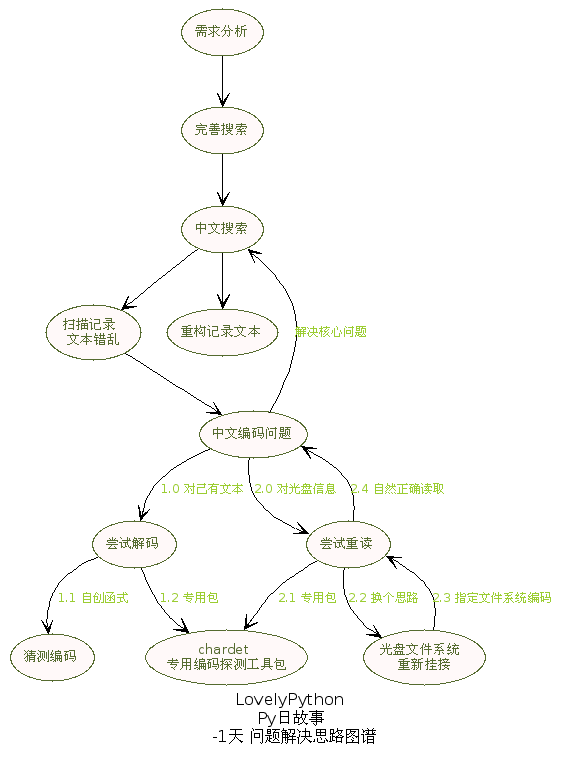 需求分析
完善搜索
中文搜索
扫描记录
文本错乱
重构记录文本
解决核心问题
中文编码问题
1.0 对已有文本
2.0 对光盘信息
2.4 自然正确读取
尝试解码
尝试重读
1.1 自创函式
1.2 专用包
2.1 专用包
2.2 换个思路
2.3 指定文件系统编码
猜测编码
chardet
专用编码探测工具包
光盘文件系统
重新挂接
LovelyPython
Py日故事
-1天 问题解决思路图谱